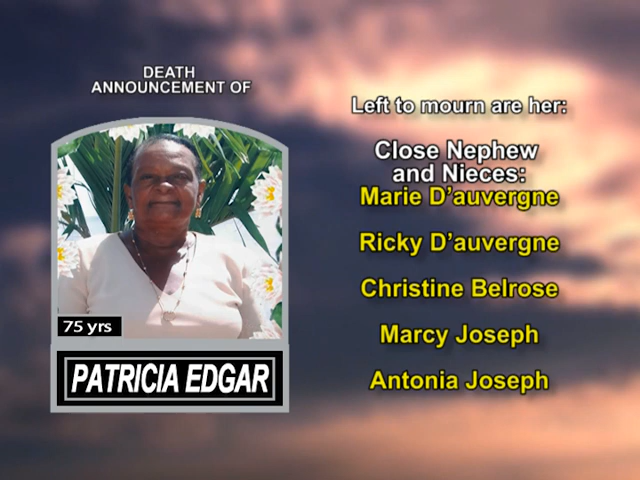 DEATH
ANNOUNCEMENT OF
75 yrs
PATRICIA EDGAR
Left to mourn are her:
Close Nephew
and Nieces:
Marie D'auvergne
Ricky D'auvergne
Christine Belrose
Marcy Joseph
Antonia Joseph